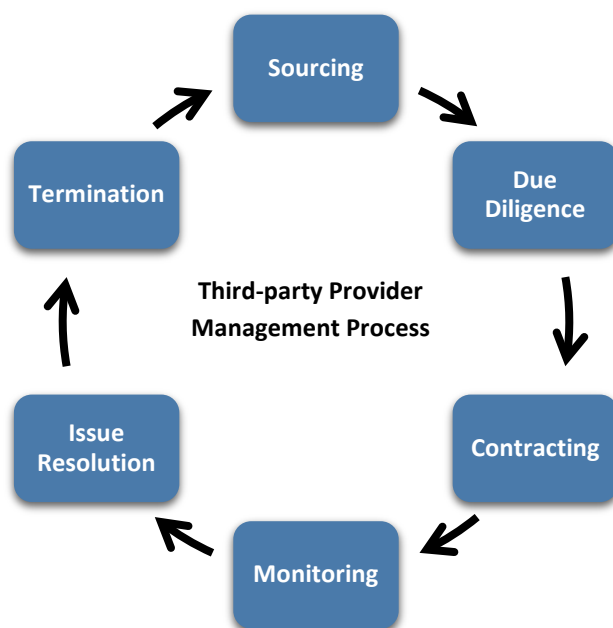 Sourcing
Due
Diligence
Contracting
Monitoring
Issue
Resolution
Termination
Third-party Provider
Management Process